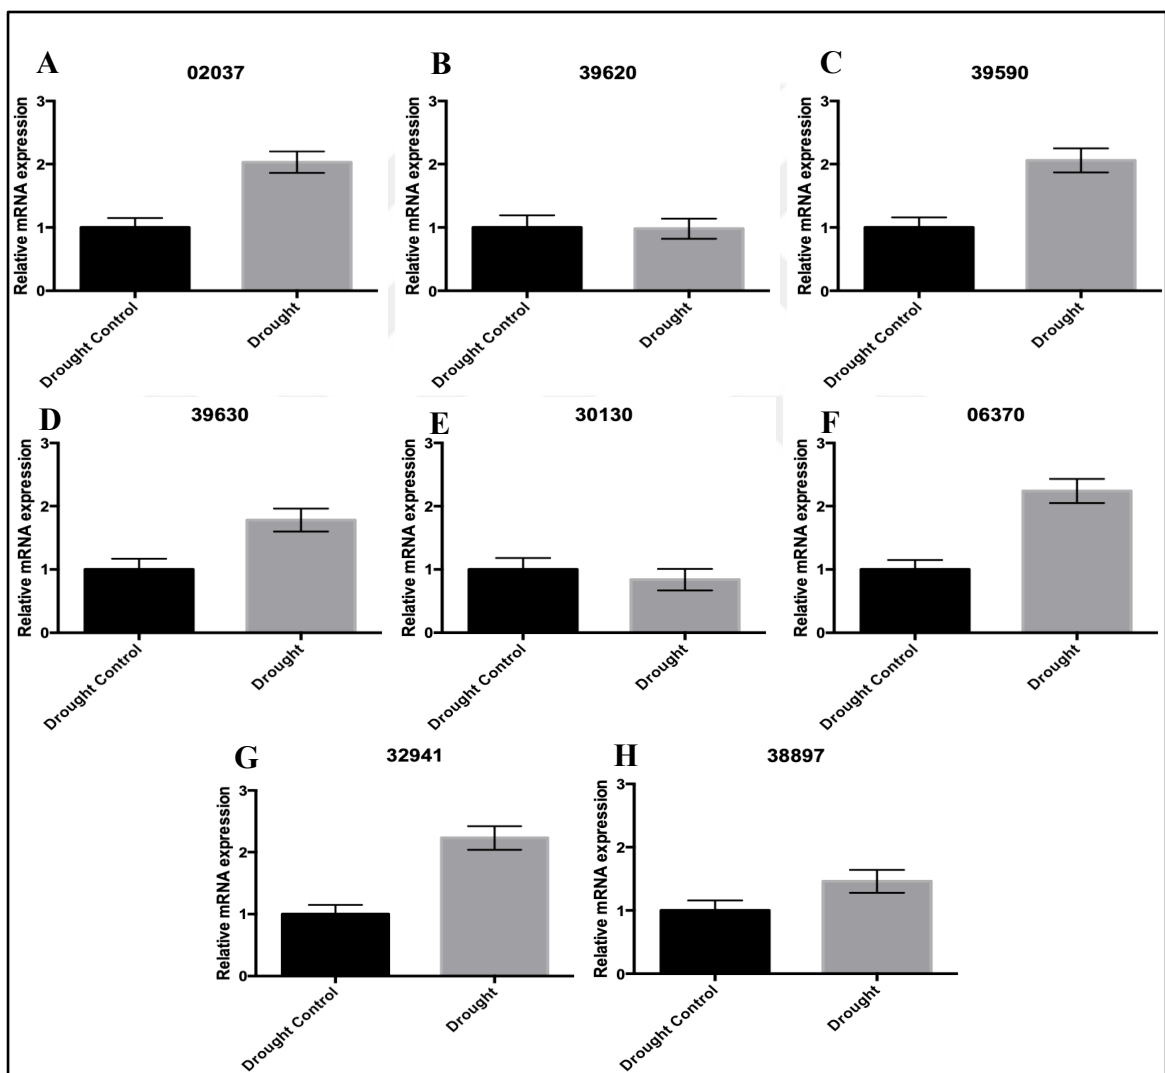 A
02037
Relative mRNA expression
3
2
1
0
Drought Control
Drought
B
39620
Relative mRNA expression
3
2
1
0
Drought Control
Drought
C
39590
Relative mRNA expression
3
2
1
0
Drought Control
Drought
D
39630
Relative mRNA expression
3
2
1
0
Drought Control
Drought
E
30130
Relative mRNA expression
3
2
1
0
Drought Control
Drought
F
06370
Relative mRNA expression
3
2
1
0
Drought Control
Drought
G
32941
Relative mRNA expression
3
2
1
0
Drought Control
Drought
H
38897
Relative mRNA expression
3
2
1
0
Drought Control
Drought